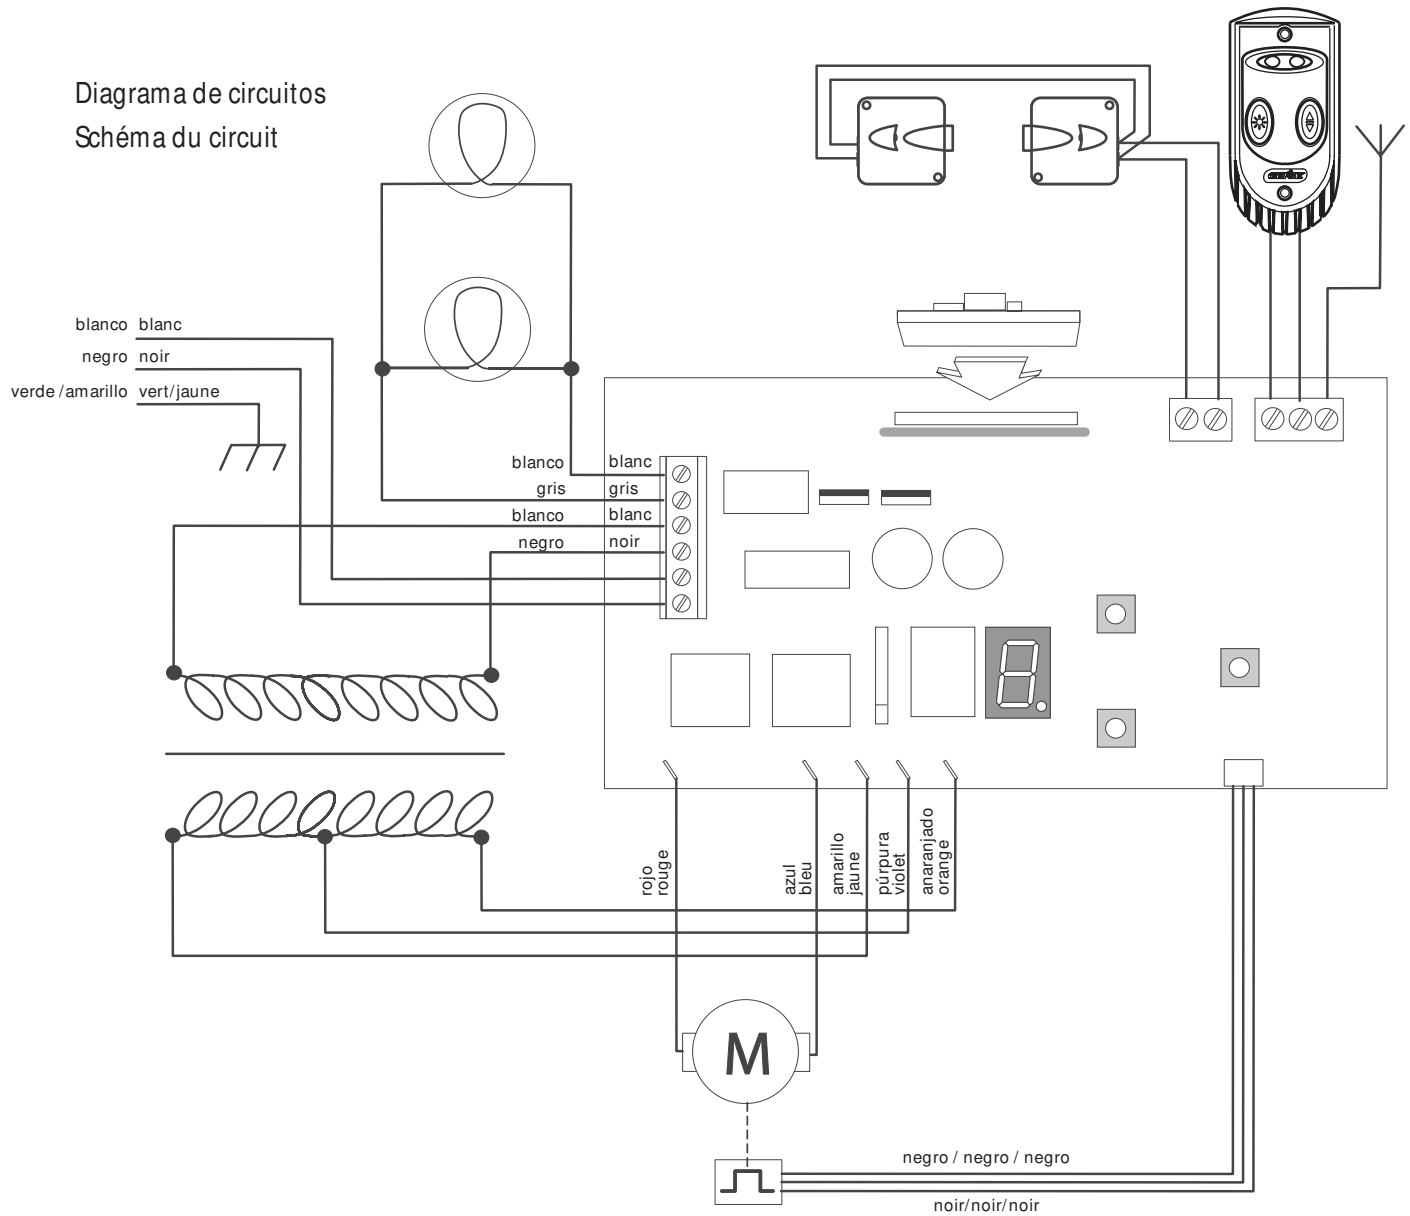 Diagrama de circuitos
Schéma du circuit
blanco blanc
negro noir
verde /amarillo vert/jaune
blanco blanc
gris gris
blanco blanc
negro noir
rojo
rouge
azul
bleu
amarillo
jaune
púrpura
violet
anaranjado
orange
M
negro / negro / negro
noir/noir/noir